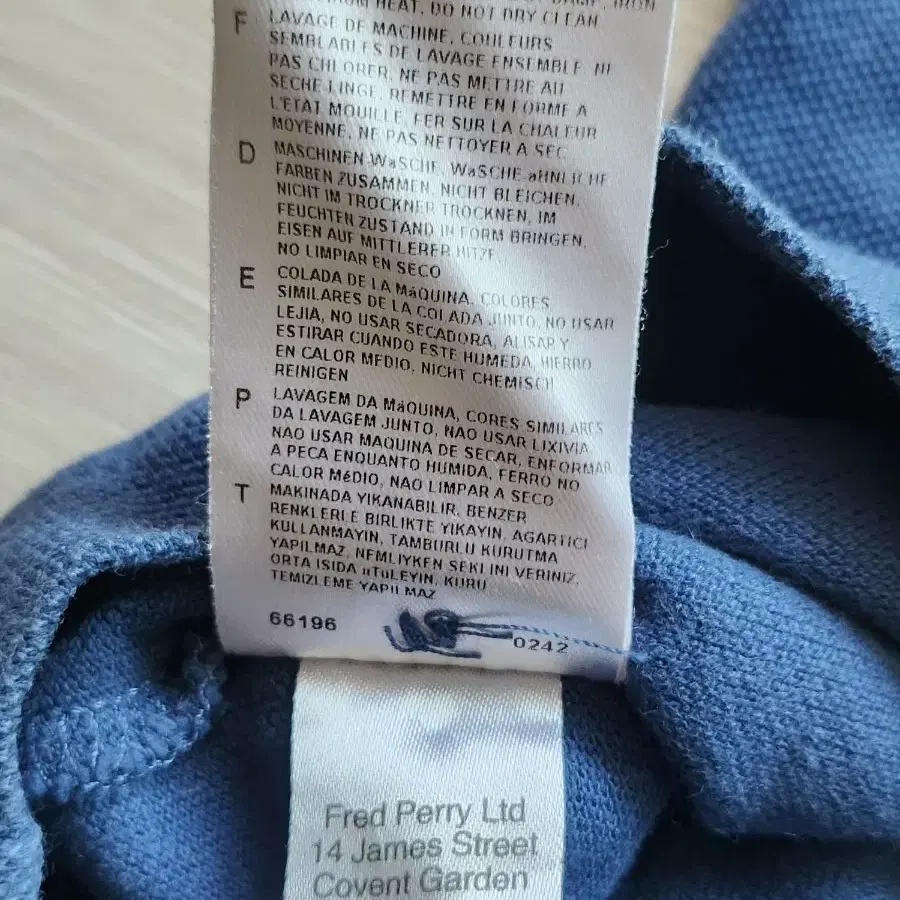 HEAT, DO NOT DRY CLEAN
F LAVAGE DE MACHINE, COULEURS
SEMBLABLES DE LAVAGE ENSEMBLE, NI
PAS CHLORER, NE PAS METTRE AU
SECHE LINGE, REMETTRE EN FORME A
L'ETAT MOUILLE, FER SUR LA CHALEUR
MOYENNE, NE PAS NETTOYER A SEC
D MASCHINEN-WaSCHE, WaSCHE-aHNLICHE
FARBEN ZUSAMMEN, NICHT BLEICHEN,
NICHT IM TROCKNER TROCKNEN, IM
FEUCHTEN ZUSTAND IN FORM BRINGEN,
EISEN AUF MITTLERER HITZE,
NO LIMPIAR EN SECO
E COLADA DE LA MáQUINA, COLORES
SIMILARES DE LA COLADA JUNTO, NO USAR
LEJIA, NO USAR SECADORA, ALISAR Y
ESTIRAR CUANDO ESTE HUMEDA, HIERRO
EN CALOR MEDIO, NICHT CHEMISCH
REINIGEN
P LAVAGEM DA MáQUINA, CORES SIMILARES
DA LAVAGEM JUNTO, NAO USAR LIXIVIA,
NAO USAR MAQUINA DE SECAR, ENFORMAR
A PECA ENQUANTO HUMIDA, FERRO NO
CALOR MéDIO, NAO LIMPAR A SECO
T MAKINADA YIKANABILIR, BENZER
RENKLERLE BIRLIKTE YIKAYIN, AGARTICI
KULLANMAYIN, TAMBURLU KURUTMA
YAPILMAZ, NEMLIYKEN SEKLINI VERINIZ,
ORTA ISIDA üTüLEYIN, KURU
TEMIZLEME YAPILMAZ
66196 0242
Fred Perry Ltd
14 James Street
Covent Garden